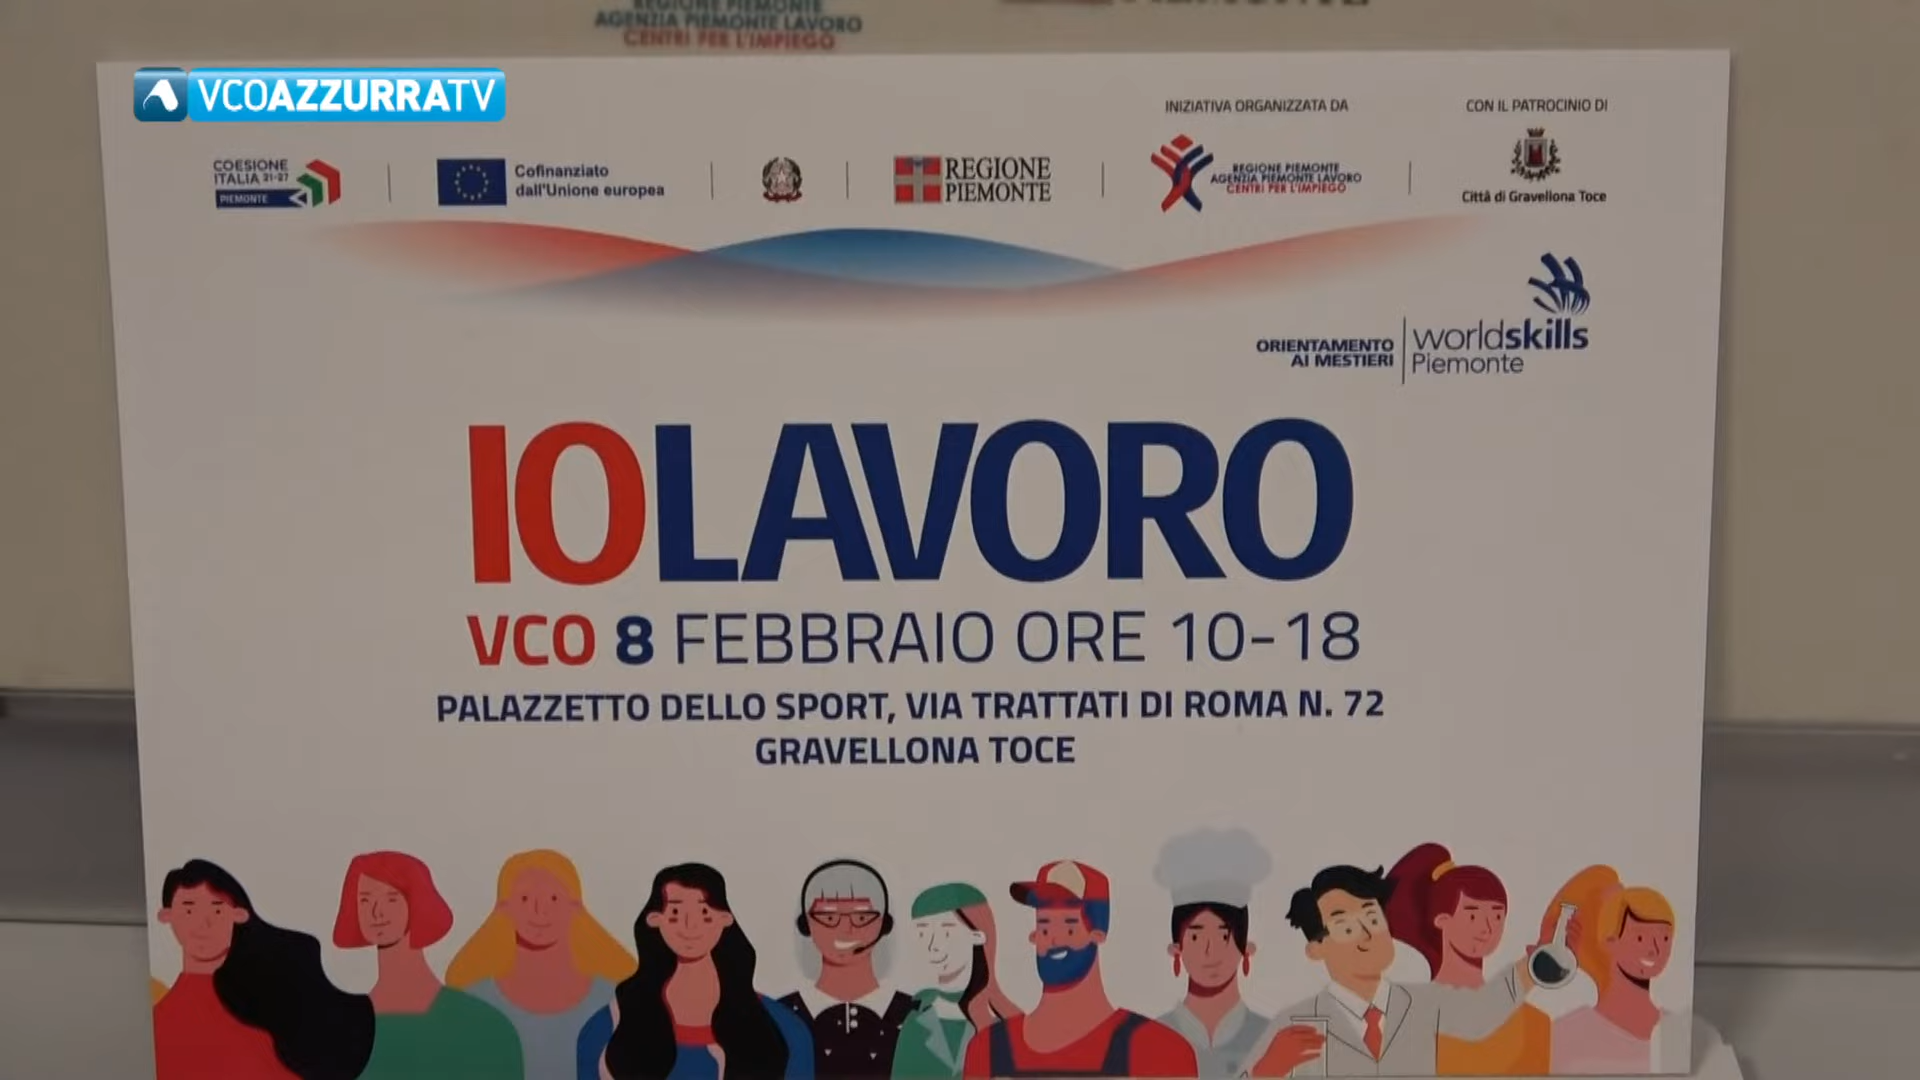 REGIONE PIEMONTE
AGENZIA PIEMONTE LAVORO
CENTRI PER L'IMPIEGO
VCOAZZURRATV
INIZIATIVA ORGANIZZATA DA
CON IL PATROCINIO DI
COESIONE
ITALIA 21-27
PIEMONTE
Cofinanziato
dall'Unione europea
REGIONE
PIEMONTE
REGIONE PIEMONTE
AGENZIA PIEMONTE LAVORO
CENTRI PER L'IMPIEGO
Città di Gravellona Toce
ORIENTAMENTO
AI MESTIERI
worldskills
Piemonte
IOLAVORO
VCO 8 FEBBRAIO ORE 10-18
PALAZZETTO DELLO SPORT, VIA TRATTATI DI ROMA N. 72
GRAVELLONA TOCE